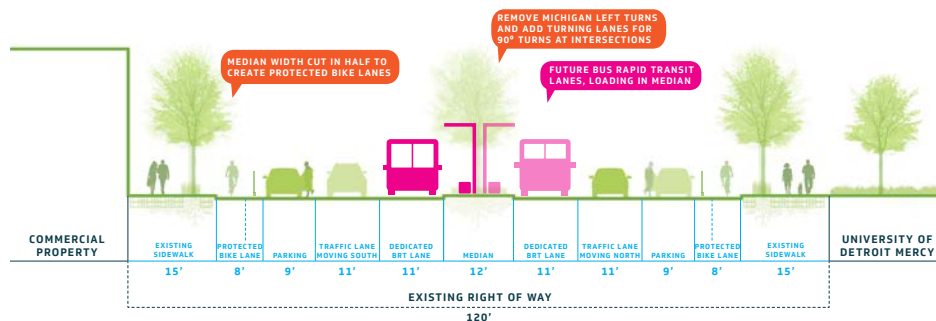 REMOVE MICHIGAN LEFT TURNS
AND ADD TURNING LANES FOR
90° TURNS AT INTERSECTIONS
MEDIAN WIDTH CUT IN HALF TO
CREATE PROTECTED BIKE LANES
FUTURE BUS RAPID TRANSIT
LANES, LOADING IN MEDIAN
COMMERCIAL
PROPERTY
EXISTING
SIDEWALK
15'
PROTECTED
BIKE LANE
8'
PARKING
9'
TRAFFIC LANE
MOVING SOUTH
11'
DEDICATED
BRT LANE
11'
MEDIAN
12'
DEDICATED
BRT LANE
11'
TRAFFIC LANE
MOVING NORTH
11'
PARKING
9'
PROTECTED
BIKE LANE
8'
EXISTING
SIDEWALK
15'
UNIVERSITY OF
DETROIT MERCY
EXISTING RIGHT OF WAY
120'